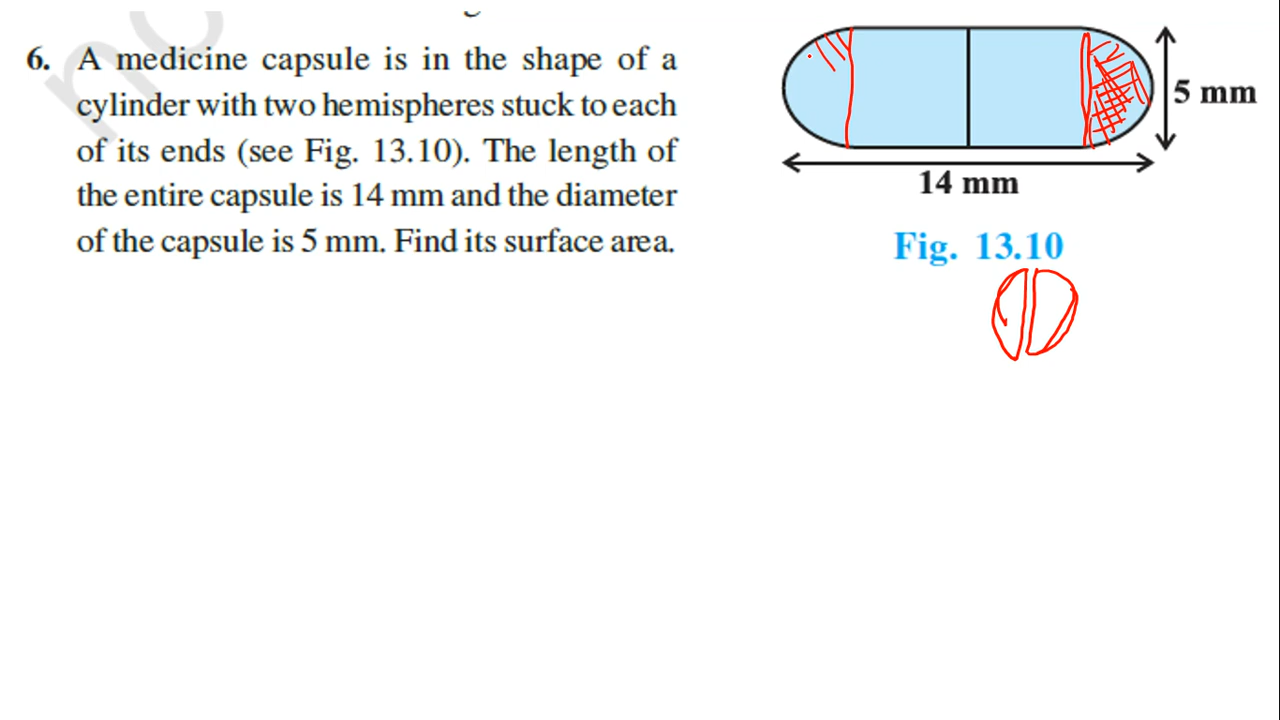 6. A medicine capsule is in the shape of a
cylinder with two hemispheres stuck to each
of its ends (see Fig. 13.10). The length of
the entire capsule is 14 mm and the diameter
of the capsule is 5 mm. Find its surface area.
5 mm
14 mm
Fig. 13.10